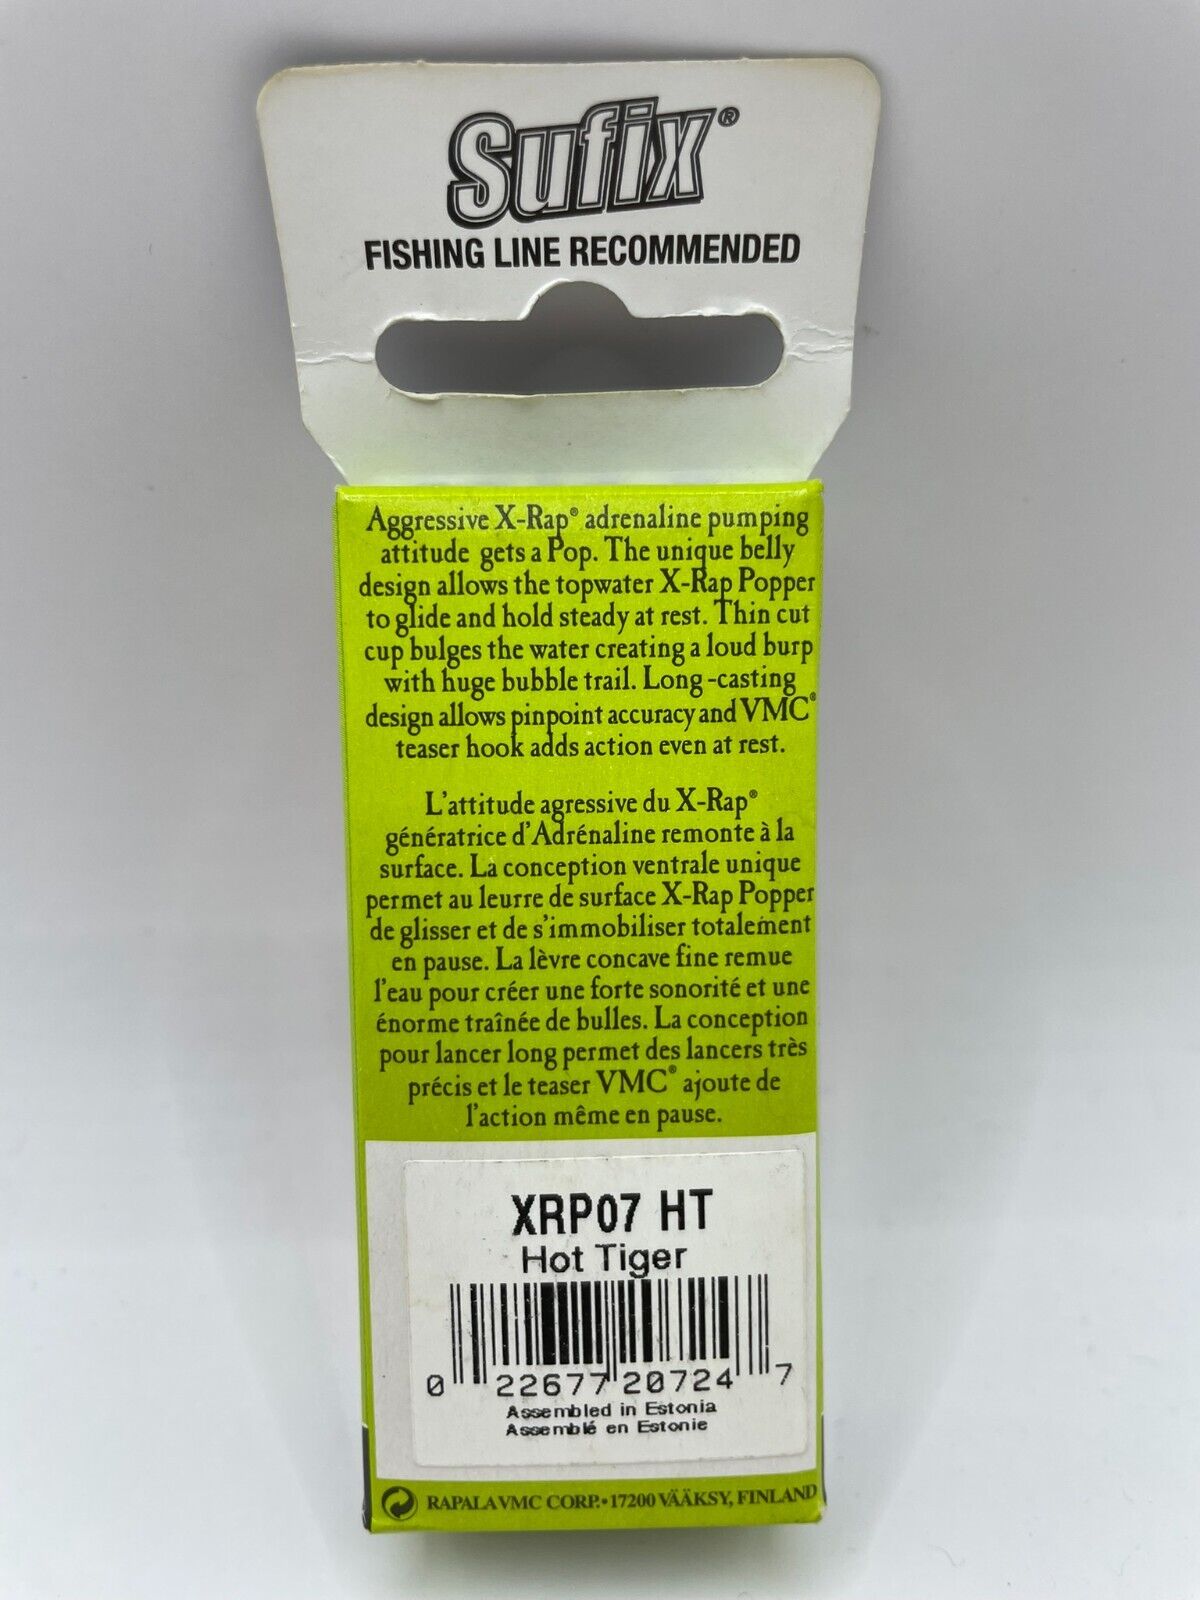 Sufix®
FISHING LINE RECOMMENDED
Aggressive X-Rap® adrenaline pumping
attitude gets a Pop. The unique belly
design allows the topwater X-Rap Popper
to glide and hold steady at rest. Thin cut
cup bulges the water creating a loud burp
with huge bubble trail. Long-casting
design allows pinpoint accuracy and VMC®
teaser hook adds action even at rest.
L'attitude agressive du X-Rap®
génératrice d'Adrénaline remonte à la
surface. La conception ventrale unique
permet au leurre de surface X-Rap Popper
de glisser et de s'immobiliser totalement
en pause. La lèvre concave fine remue
l'eau pour créer une forte sonorité et une
énorme traînée de bulles. La conception
pour lancer long permet des lancers très
précis et le teaser VMC® ajoute de
l'action même en pause.
XRP07 HT
Hot Tiger
0 22677 20724 7
Assembled in Estonia
Assemblé en Estonie
RAPALA VMC CORP.•17200 VÄÄKSY, FINLAND